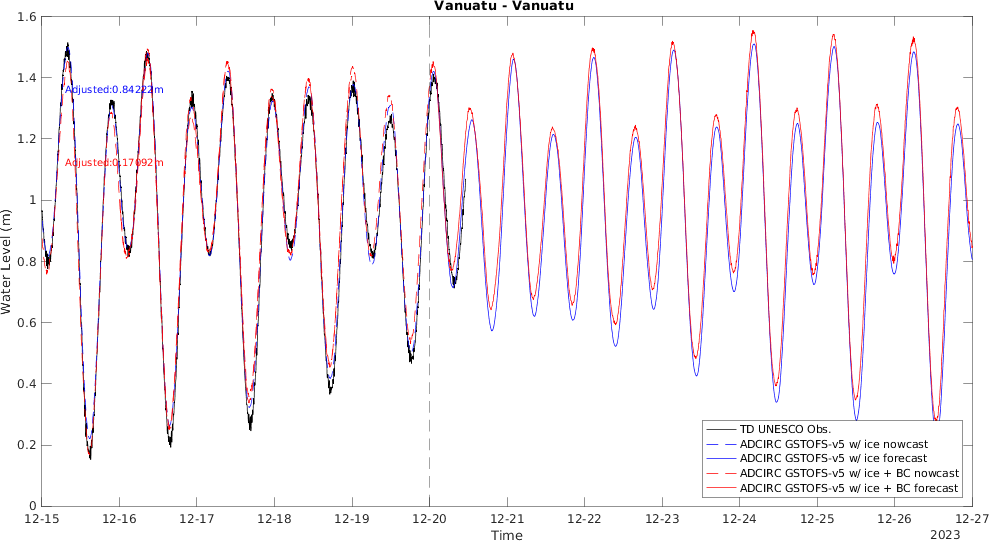 Vanuatu - Vanuatu
1.6
1.4
1.2
1
0.8
0.6
0.4
0.2
0
Water Level (m)
Adjusted:0.84222m
Adjusted:0.17092m
TD UNESCO Obs.
ADCIRC GSTOFS-v5 w/ ice nowcast
ADCIRC GSTOFS-v5 w/ ice forecast
ADCIRC GSTOFS-v5 w/ ice + BC nowcast
ADCIRC GSTOFS-v5 w/ ice + BC forecast
12-15 12-16 12-17 12-18 12-19 12-20 12-21 12-22 12-23 12-24 12-25 12-26 12-27
Time
2023